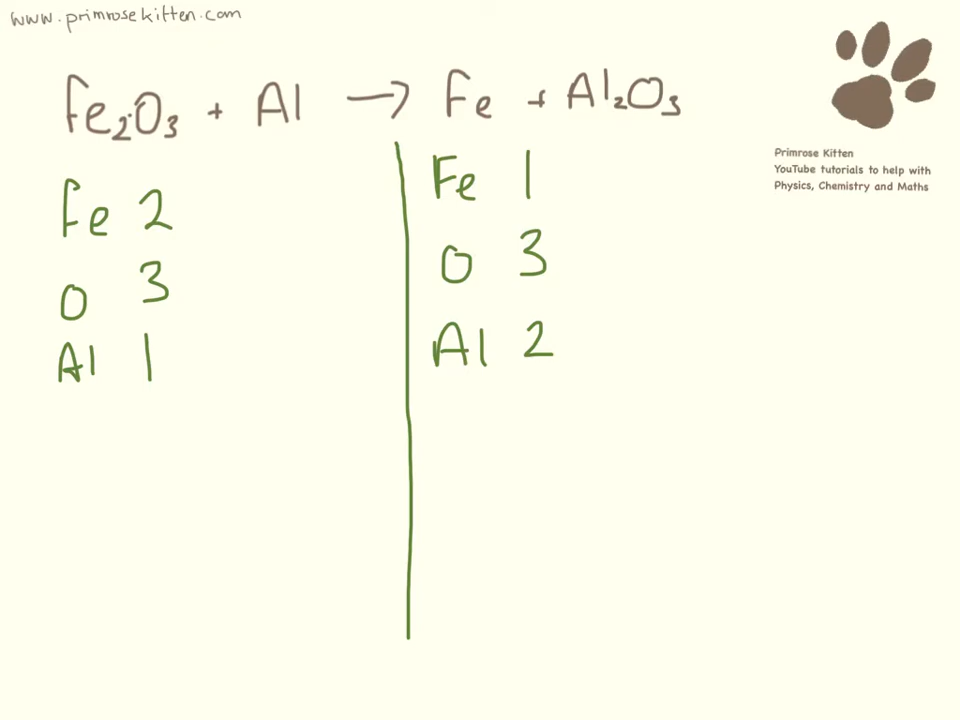 www.primrosekitten.com
Fe₂O₃ + Al → Fe + Al₂O₃
Primrose Kitten
YouTube tutorials to help with
Physics, Chemistry and Maths
Fe 2
O 3
Al 1
Fe 1
O 3
Al 2